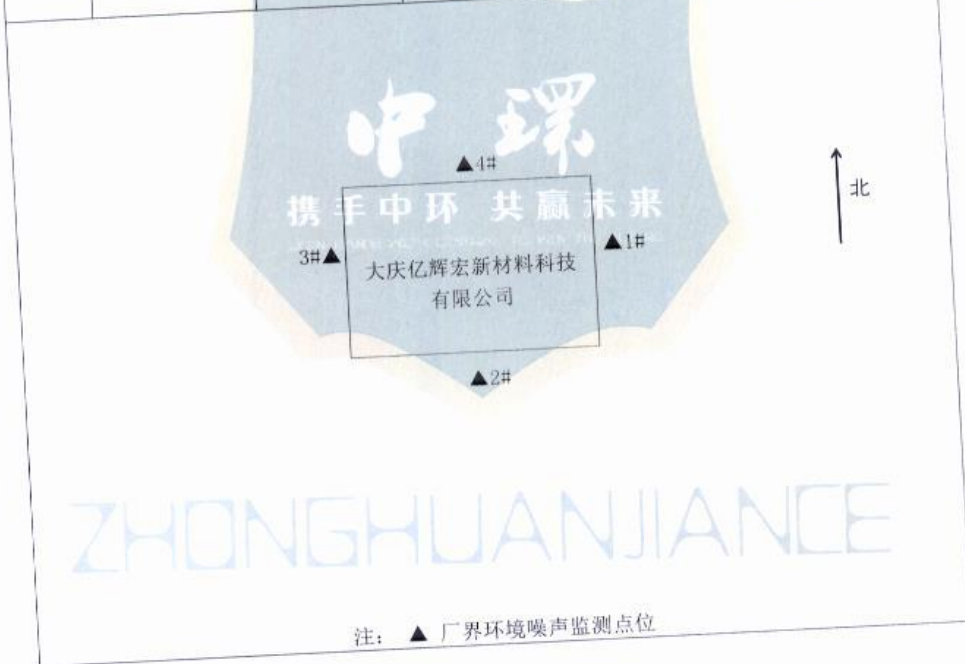 中 環
▲4#
携手中环 共赢未来
北
3#▲
▲1#
大庆亿辉宏新材料科技
有限公司
▲2#
ZHONGHUANJIANCE
注： ▲ 厂界环境噪声监测点位